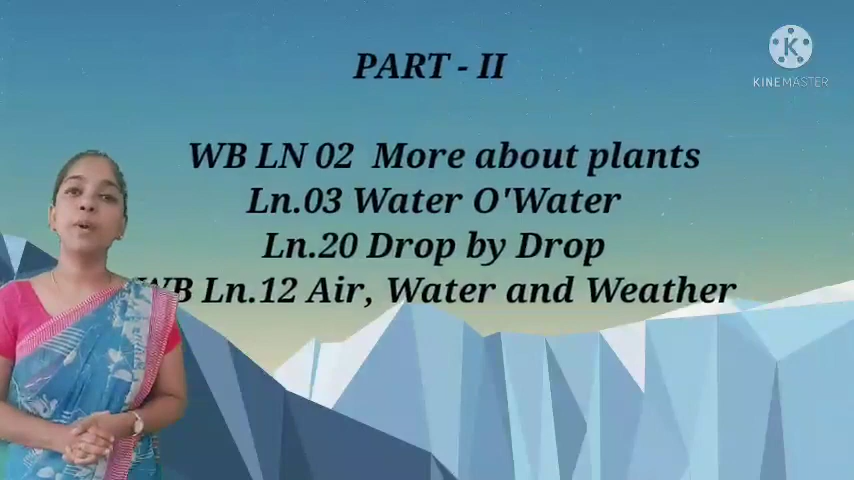 PART - II
K
KINEMASTER
WB LN 02 More about plants
Ln.03 Water O'Water
Ln.20 Drop by Drop
WB Ln.12 Air, Water and Weather